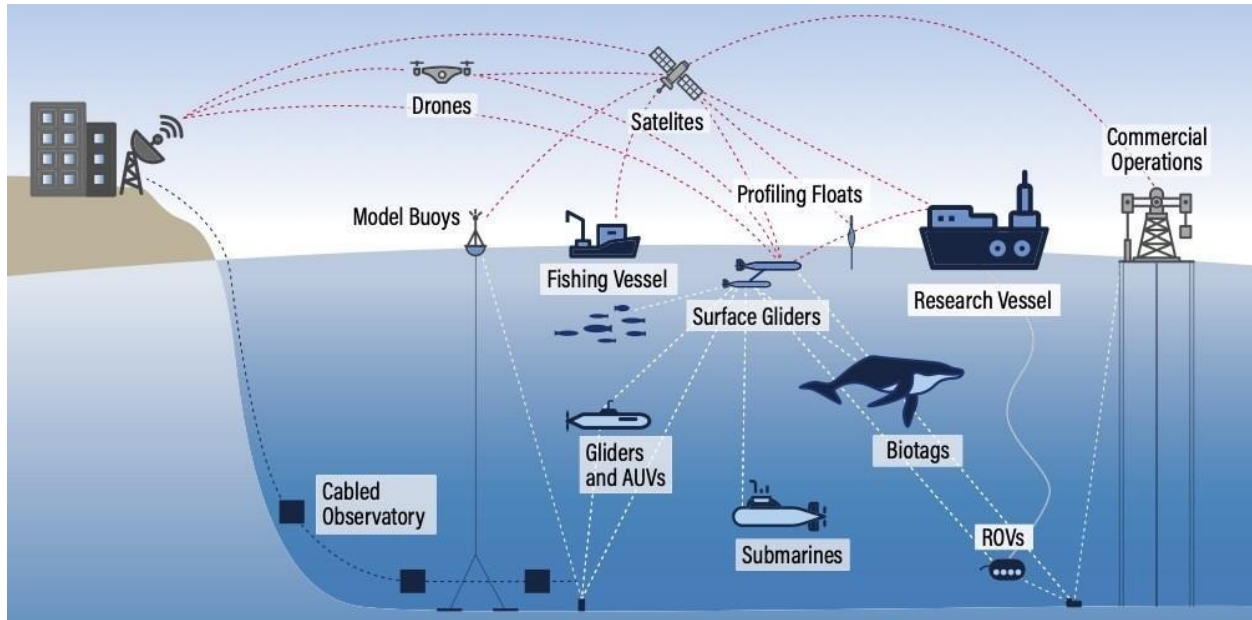 Drones
Satelites
Commercial
Operations
Profiling Floats
Model Buoys
Fishing Vessel
Research Vessel
Surface Gliders
Gliders
and AUVs
Biotags
Cabled
Observatory
Submarines
ROVs